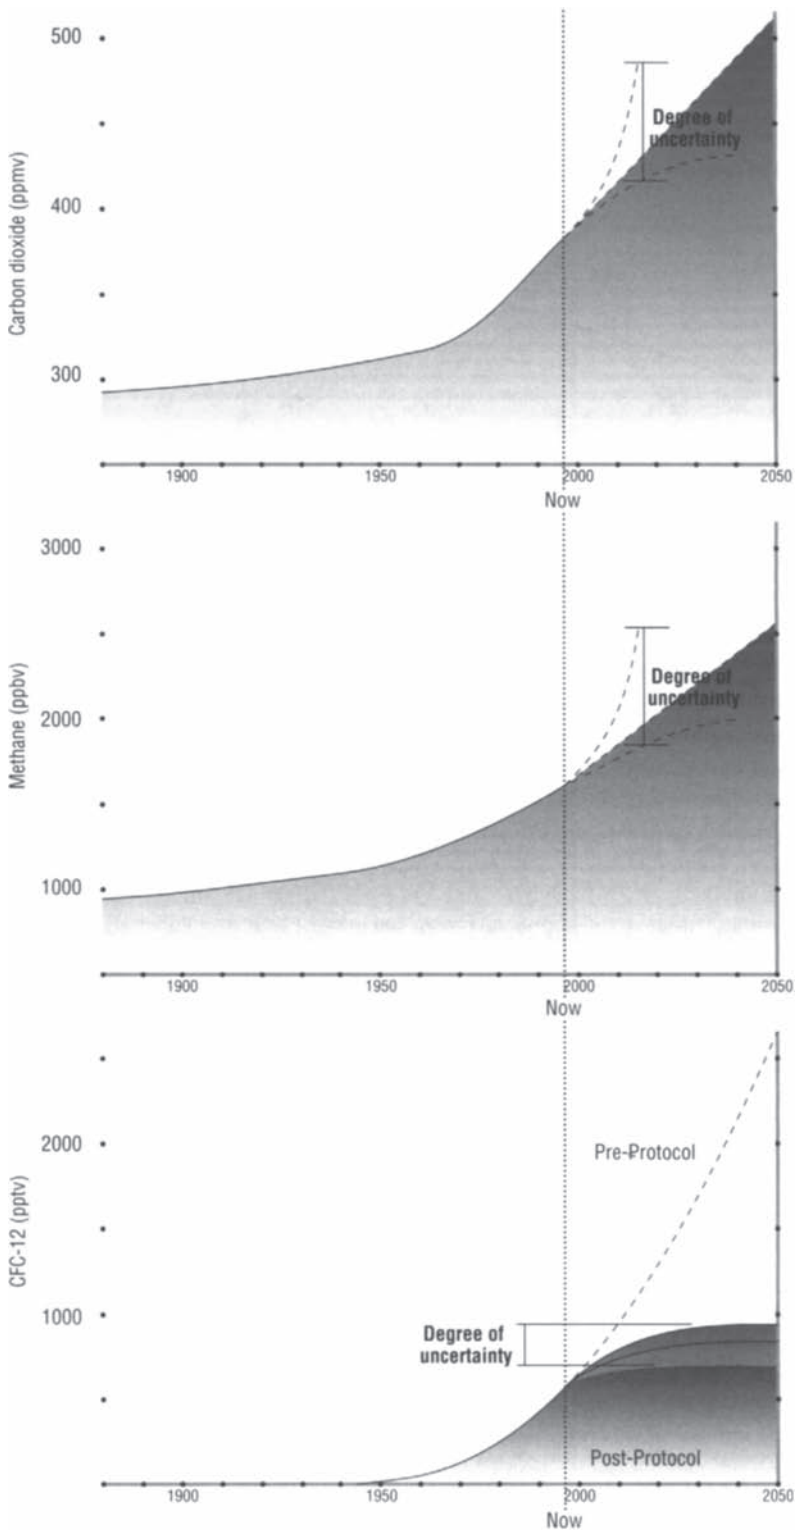 500
400
300
Carbon dioxide (ppmv)
Degree of
uncertainty
1900
1950
2000
2050
Now
3000
2000
1000
Methane (ppbv)
Degree of
uncertainty
1900
1950
2000
2050
Now
2000
1000
CFC-12 (pptv)
Pre-Protocol
Degree of
uncertainty
Post-Protocol
1900
1950
2000
2050
Now